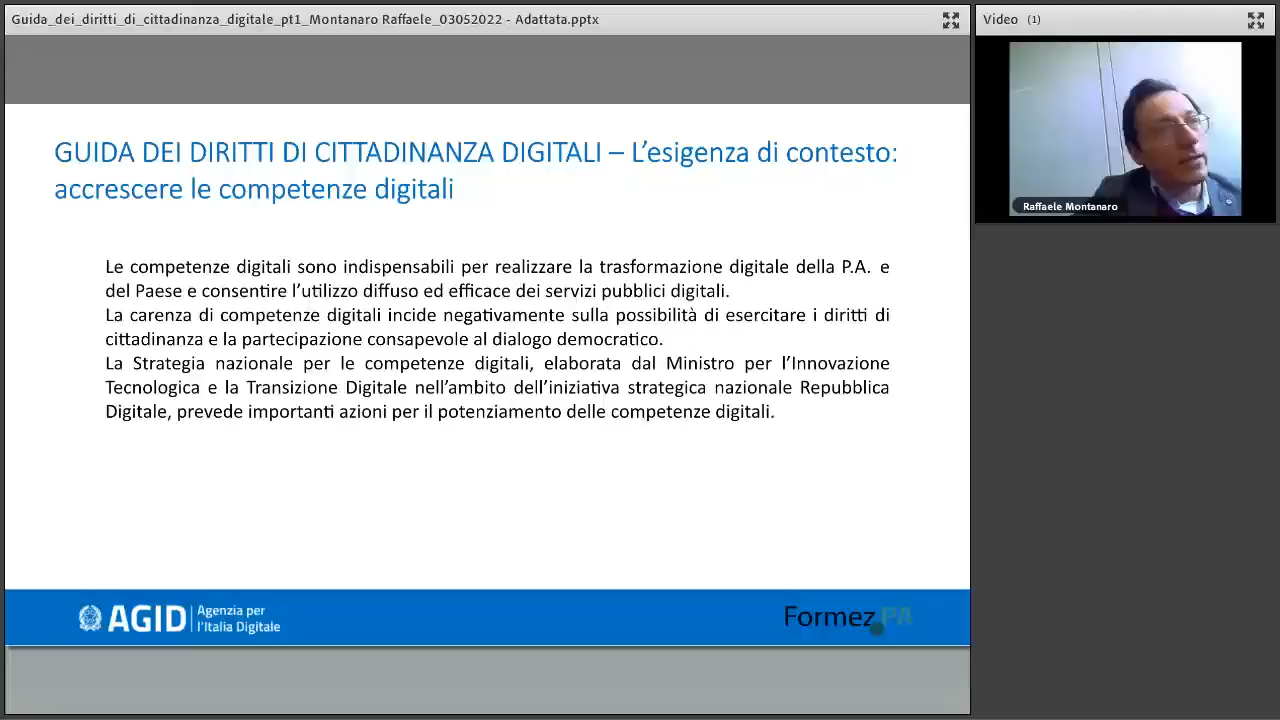 Guida_dei_diritti_di_cittadinanza_digitale_pt1_Montanaro Raffaele_03052022 - Adattata.pptx
Video (1)
Raffaele Montanaro
GUIDA DEI DIRITTI DI CITTADINANZA DIGITALI – L’esigenza di contesto:
accrescere le competenze digitali
Le competenze digitali sono indispensabili per realizzare la trasformazione digitale della P.A. e
del Paese e consentire l’utilizzo diffuso ed efficace dei servizi pubblici digitali.
La carenza di competenze digitali incide negativamente sulla possibilità di esercitare i diritti di
cittadinanza e la partecipazione consapevole al dialogo democratico.
La Strategia nazionale per le competenze digitali, elaborata dal Ministro per l’Innovazione
Tecnologica e la Transizione Digitale nell’ambito dell’iniziativa strategica nazionale Repubblica
Digitale, prevede importanti azioni per il potenziamento delle competenze digitali.
AGID Agenzia per
l’Italia Digitale
Formez PA